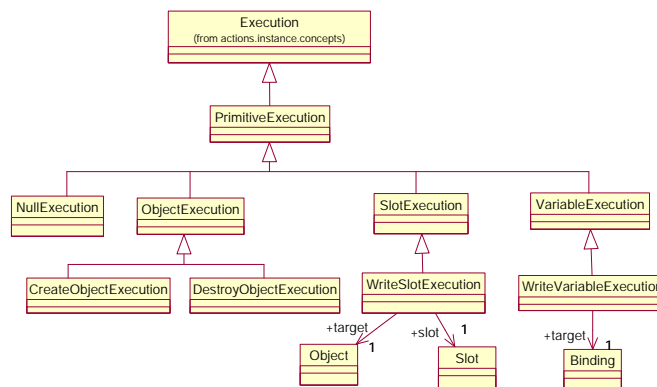 Execution
(from actions.instance.concepts)
PrimitiveExecution
NullExecution
ObjectExecution
SlotExecution
VariableExecution
CreateObjectExecution
DestroyObjectExecution
WriteSlotExecution
WriteVariableExecution
+target
1
+slot
1
+target
1
Object
Slot
Binding